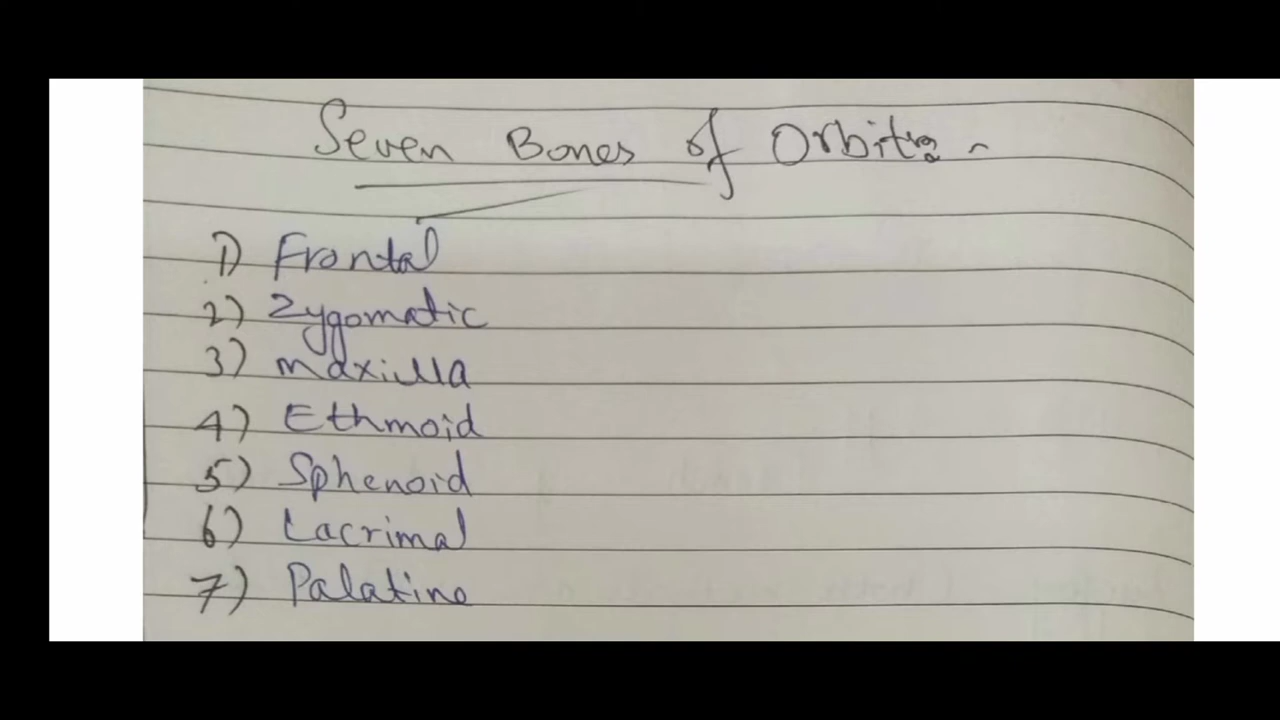 Seven Bones of Orbit
1) Frontal
2) Zygomatic
3) maxilla
4) Ethmoid
5) Sphenoid
6) Lacrimal
7) Palatine